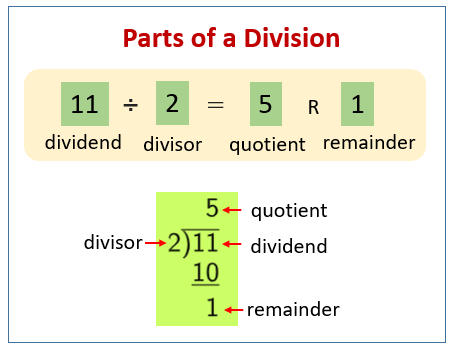 Parts of a Division
11 ÷ 2 = 5 R 1
dividend divisor quotient remainder
5 quotient
divisor 2)11 dividend
10
1 remainder